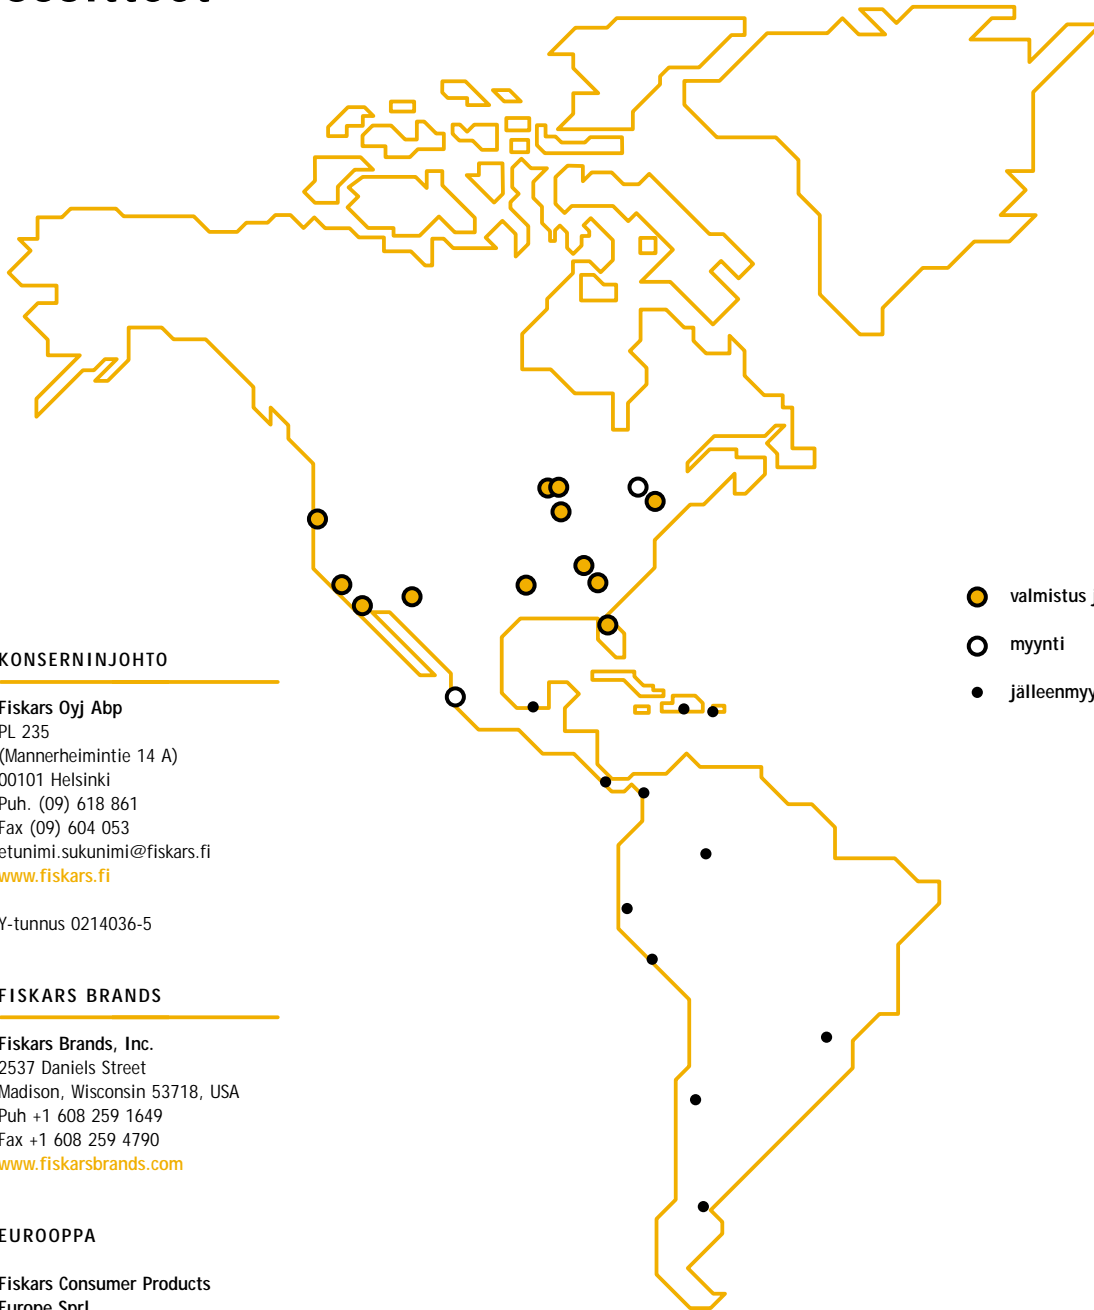 KONSERNINJOHTO
Fiskars Oyj Abp
PL 235
(Mannerheimintie 14 A)
00101 Helsinki
Puh. (09) 618 861
Fax (09) 604 053
etunimi.sukunimi@fiskars.fi
www.fiskars.fi
Y-tunnus 0214036-5
FISKARS BRANDS
Fiskars Brands, Inc.
2537 Daniels Street
Madison, Wisconsin 53718, USA
Puh +1 608 259 1649
Fax +1 608 259 4790
www.fiskarsbrands.com
EUROOPPA
Fiskars Consumer Products
Europe Sprl
valmistus j
myynti
jälleenmyy